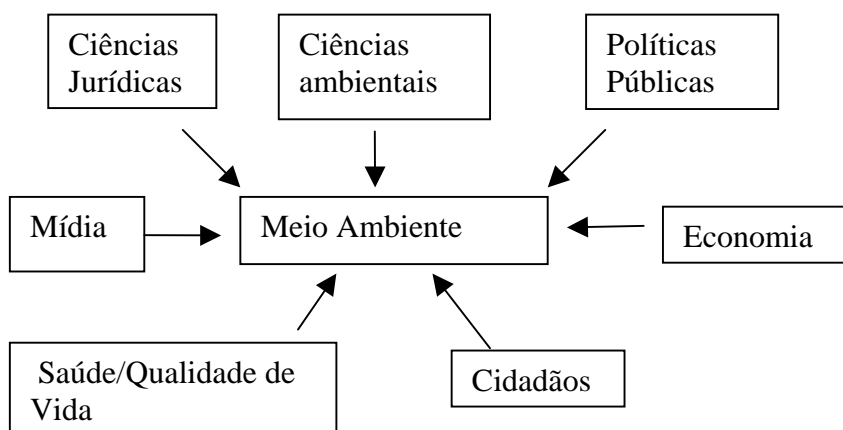 Ciências
Jurídicas
Ciências
ambientais
Políticas
Públicas
Mídia
Meio Ambiente
Economia
Saúde/Qualidade de
Vida
Cidadãos